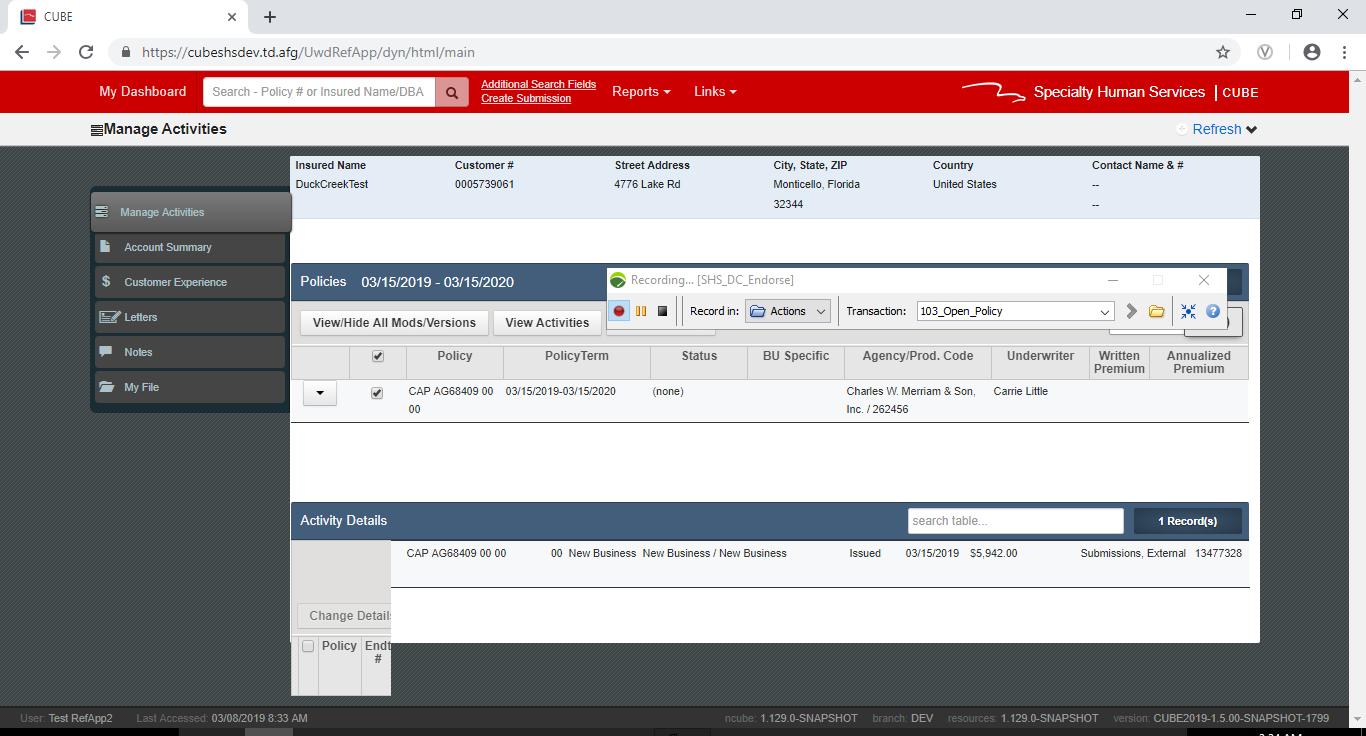 CUBE
https://cubeshsdev.td.afg/UwdRefApp/dyn/html/main
My Dashboard
Search - Policy # or Insured Name/DBA
Additional Search Fields
Create Submission
Reports
Links
Specialty Human Services | CUBE
Manage Activities
Refresh
Manage Activities
Account Summary
$ Customer Experience
Letters
Notes
My File
Insured Name Customer # Street Address City, State, ZIP Country Contact Name & #
DuckCreekTest 0005739061 4776 Lake Rd Monticello, Florida United States --
32344 --
Policies 03/15/2019 - 03/15/2020
Recording... [SHS_DC_Endorse]
Record in: Actions Transaction: 103_Open_Policy
View/Hide All Mods/Versions View Activities
Policy PolicyTerm Status BU Specific Agency/Prod. Code Underwriter Written Annualized
Premium Premium
CAP AG68409 00 03/15/2019-03/15/2020 (none) Charles W. Merriam & Son, Carrie Little
00 Inc. / 262456
Activity Details search table... 1 Record(s)
CAP AG68409 00 00 00 New Business New Business / New Business Issued 03/15/2019 $5,942.00 Submissions, External 13477328
Change Details
Policy Endt
#
User: Test RefApp2 Last Accessed: 03/08/2019 8:33 AM ncube: 1.129.0-SNAPSHOT branch: DEV resources: 1.129.0-SNAPSHOT version: CUBE2019-1.5.00-SNAPSHOT-1799